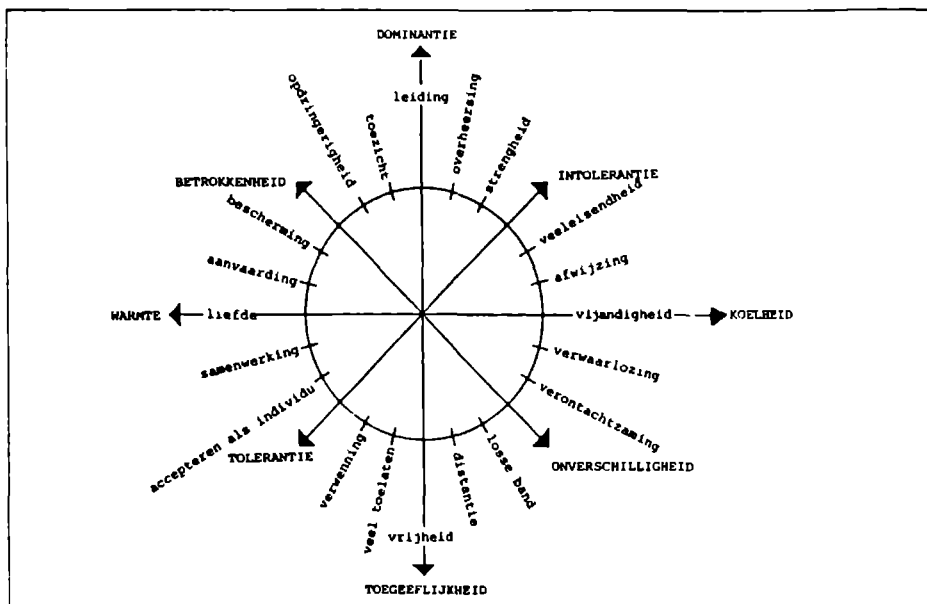 DOMINANTIE
leiding
opdringerigheid
toezicht
overheersing
strengheid
BETROKKENHEID
INTOLERANTIE
bescherming
veeleisendheid
aanvaarding
afwijzing
WARMTE
liefde
vijandigheid
KOELHEID
samenwerking
verwaarlozing
accepteren als individu
verontachtzaming
TOLERANTIE
ONVERSCHILLIGHEID
verwenning
losse band
veel toelaten
distantie
vrijheid
TOEGEEFLIJKHEID